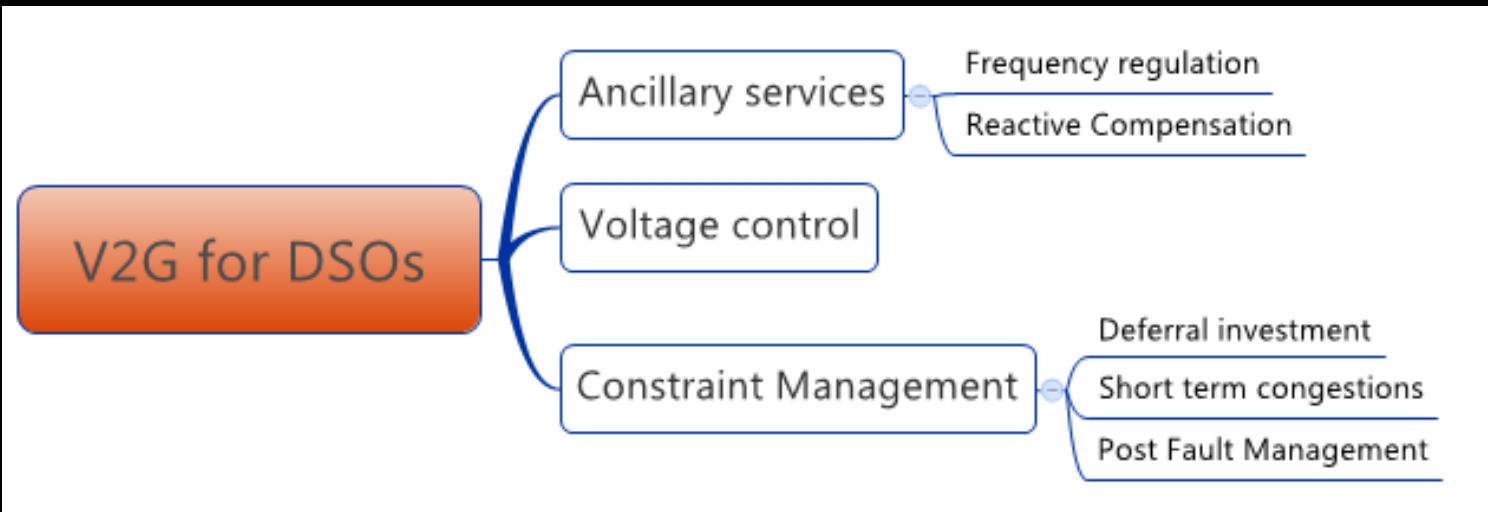 V2G for DSOs
Ancillary services
Frequency regulation
Reactive Compensation
Voltage control
Constraint Management
Deferral investment
Short term congestions
Post Fault Management